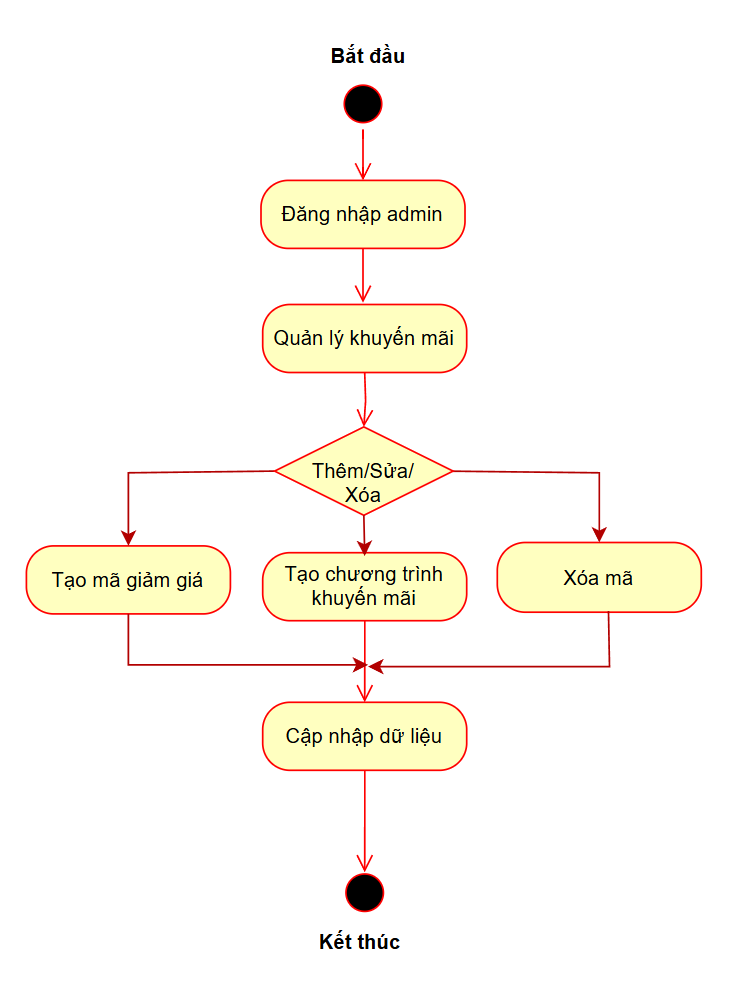 Bắt đầu
Đăng nhập admin
Quản lý khuyến mãi
Thêm/Sửa/
Xóa
Tạo mã giảm giá
Tạo chương trình
khuyến mãi
Xóa mã
Cập nhập dữ liệu
Kết thúc